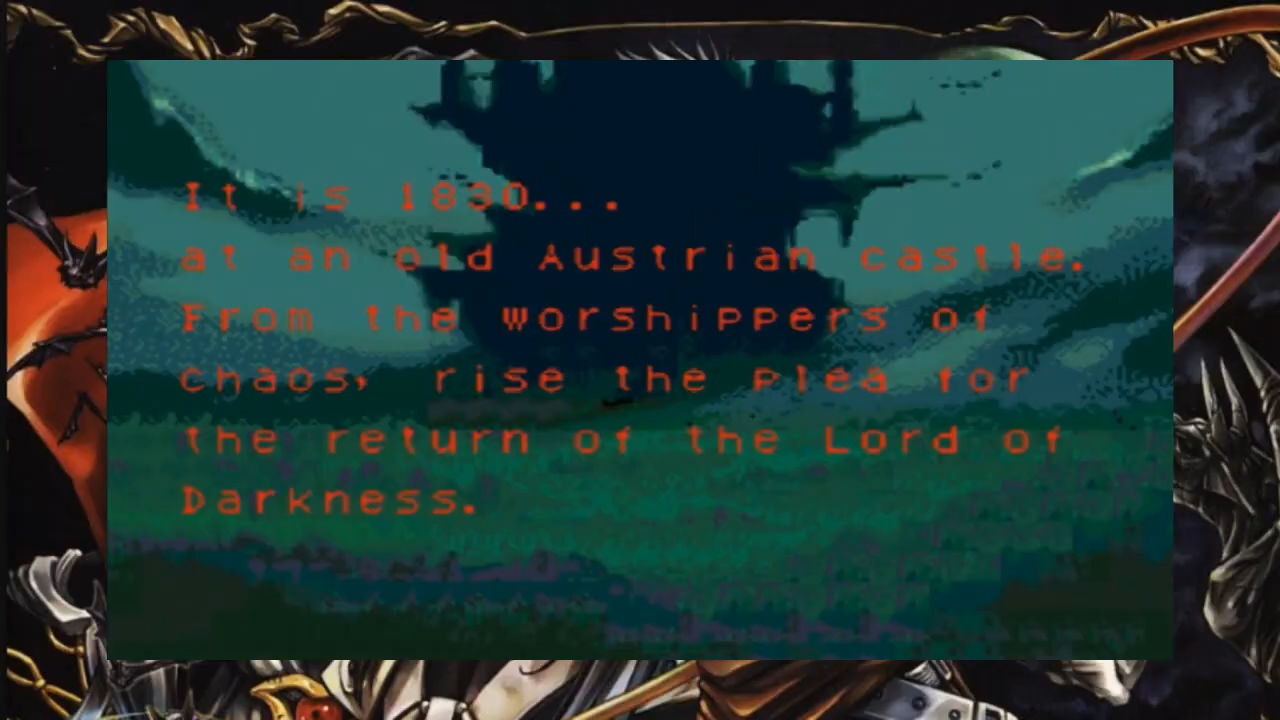 It is 1830...
at an old Austrian castle.
From the worshippers of
chaos, rise the plea for
the return of the Lord of
Darkness.